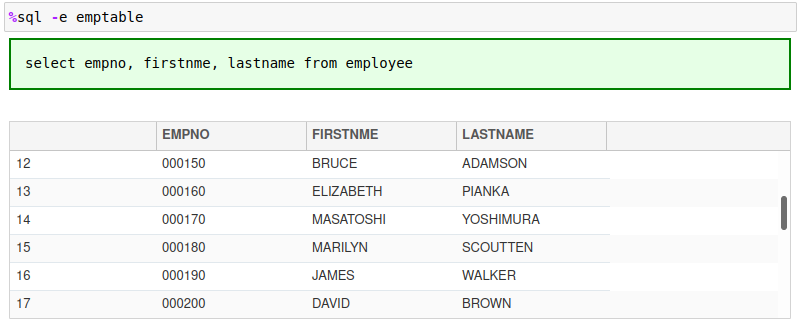 %sql -e emptable
select empno, firstnme, lastname from employee
EMPNO FIRSTNME LASTNAME
12 000150 BRUCE ADAMSON
13 000160 ELIZABETH PIANKA
14 000170 MASATOSHI YOSHIMURA
15 000180 MARILYN SCOUTTEN
16 000190 JAMES WALKER
17 000200 DAVID BROWN